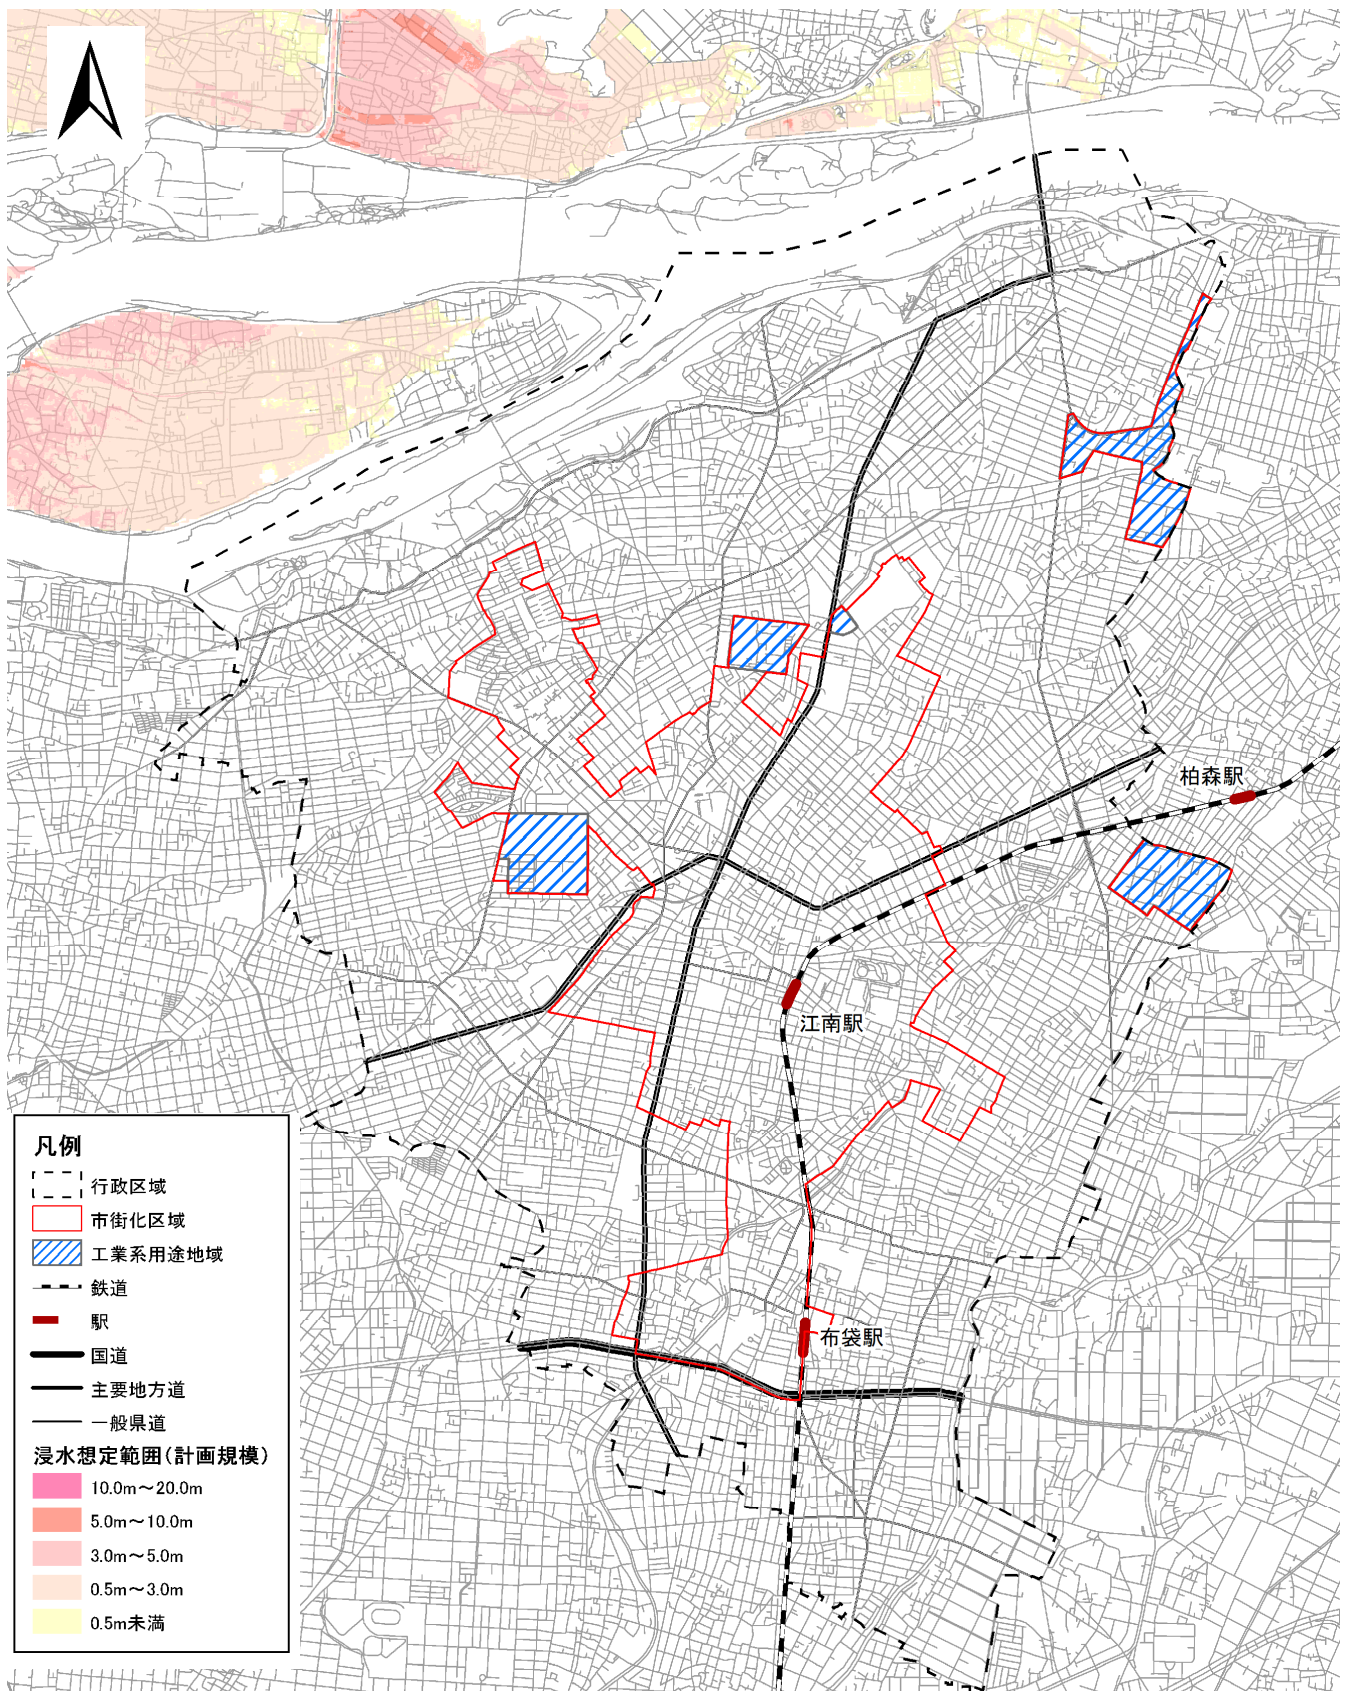 柏森駅
江南駅
布袋駅
凡例
行政区域
市街化区域
工業系用途地域
鉄道
駅
国道
主要地方道
一般県道
浸水想定範囲(計画規模)
10.0m～20.0m
5.0m～10.0m
3.0m～5.0m
0.5m～3.0m
0.5m未満